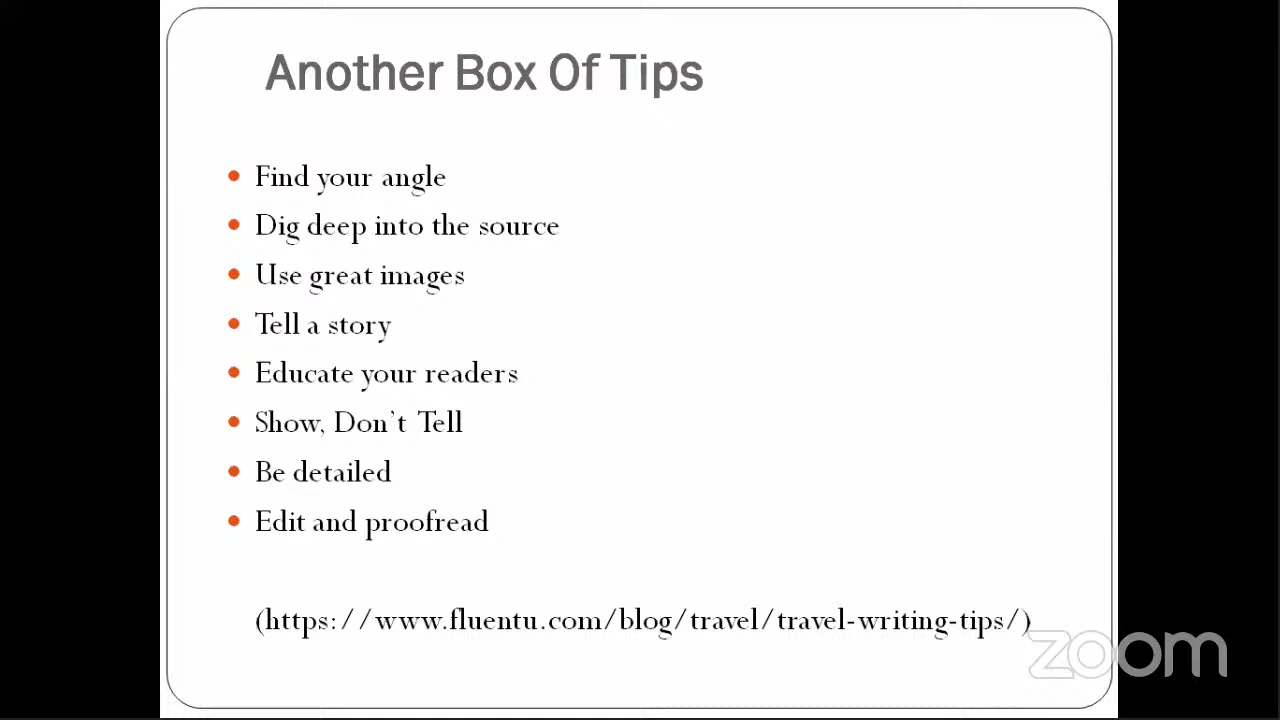 Another Box Of Tips
Find your angle
Dig deep into the source
Use great images
Tell a story
Educate your readers
Show, Don't Tell
Be detailed
Edit and proofread
(https://www.fluentu.com/blog/travel/travel-writing-tips/)
zoom